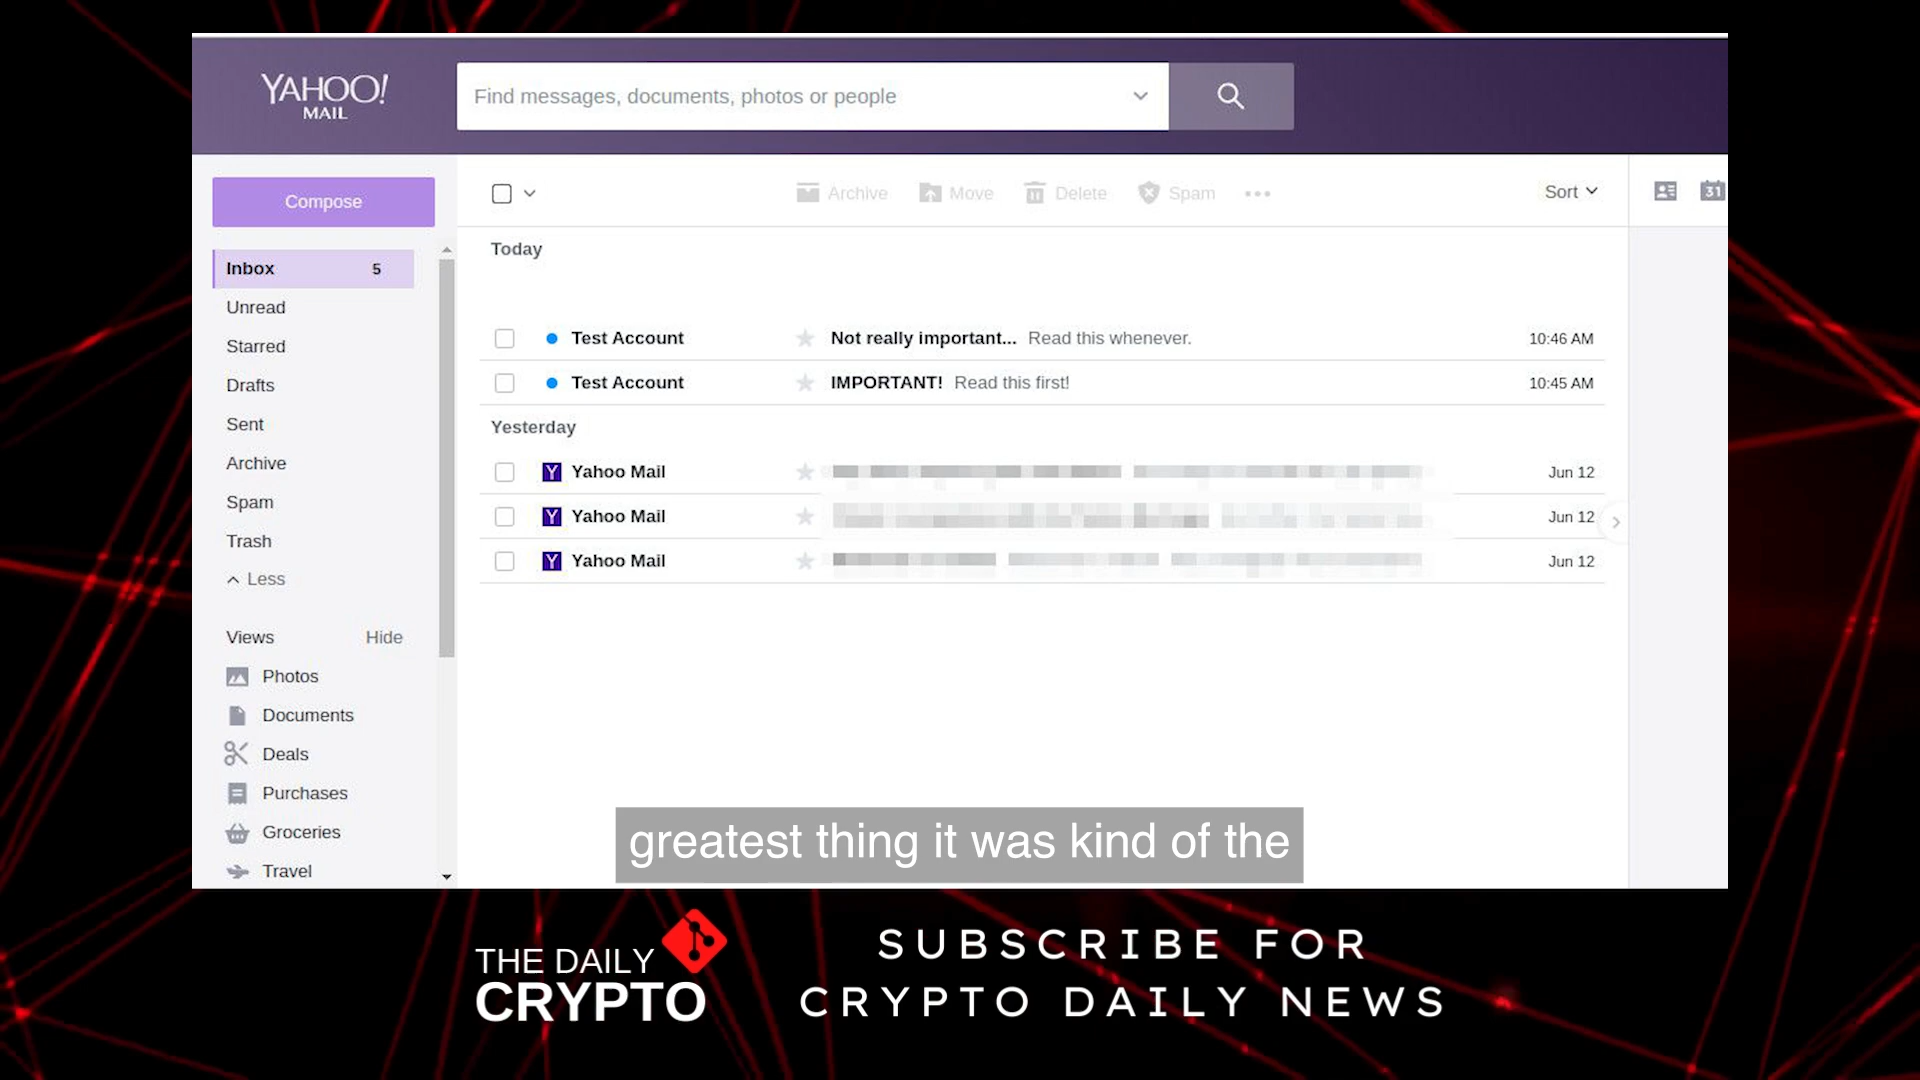 YAHOO!
MAIL
Find messages, documents, photos or people
Compose
Archive Move Delete Spam
Sort
31
Inbox 5
Unread
Starred
Drafts
Sent
Archive
Spam
Trash
Less
Views Hide
Photos
Documents
Deals
Purchases
Groceries
Travel
Today
Test Account Not really important... Read this whenever. 10:46 AM
Test Account IMPORTANT! Read this first! 10:45 AM
Yesterday
Y Yahoo Mail Jun 12
Y Yahoo Mail Jun 12
Y Yahoo Mail Jun 12
greatest thing it was kind of the
THE DAILY
CRYPTO
SUBSCRIBE FOR
CRYPTO DAILY NEWS